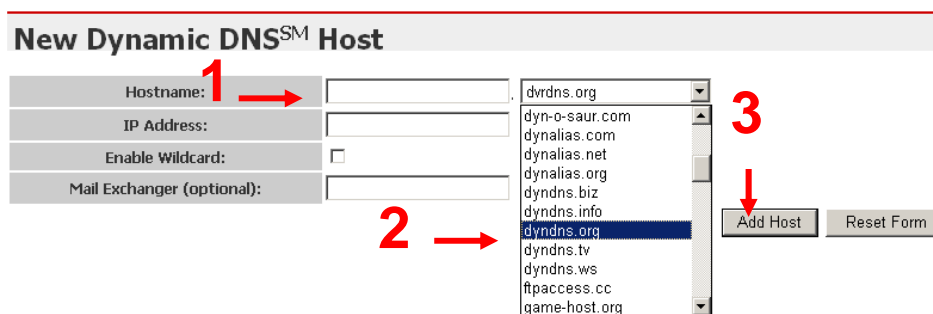 New Dynamic DNS℠ Host
1
Hostname:
. dvrdns.org
IP Address:
Enable Wildcard:
Mail Exchanger (optional):
dyn-o-saur.com
dynalias.com
dynalias.net
dynalias.org
dyndns.biz
dyndns.info
dyndns.org
dyndns.tv
dyndns.ws
ftpaccess.cc
game-host.org
2
3
Add Host
Reset Form